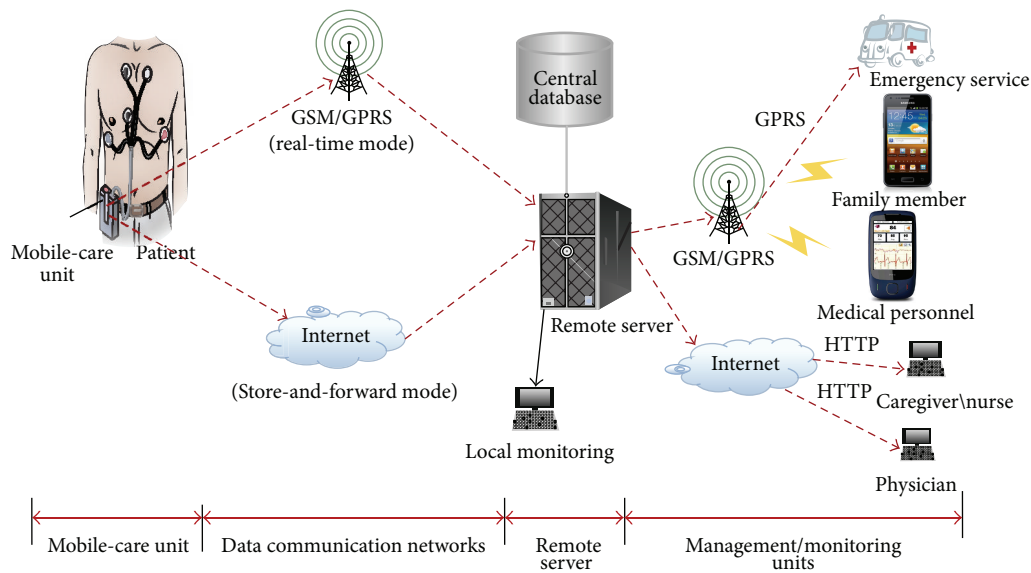 GSM/GPRS
(real-time mode)
Central
database
Emergency service
GPRS
Family member
Mobile-care
unit
Patient
GSM/GPRS
Medical personnel
Internet
Remote server
(Store-and-forward mode)
Internet
HTTP
HTTP
Caregiver\nurse
Local monitoring
Physician
Mobile-care unit
Data communication networks
Remote
server
Management/monitoring
units